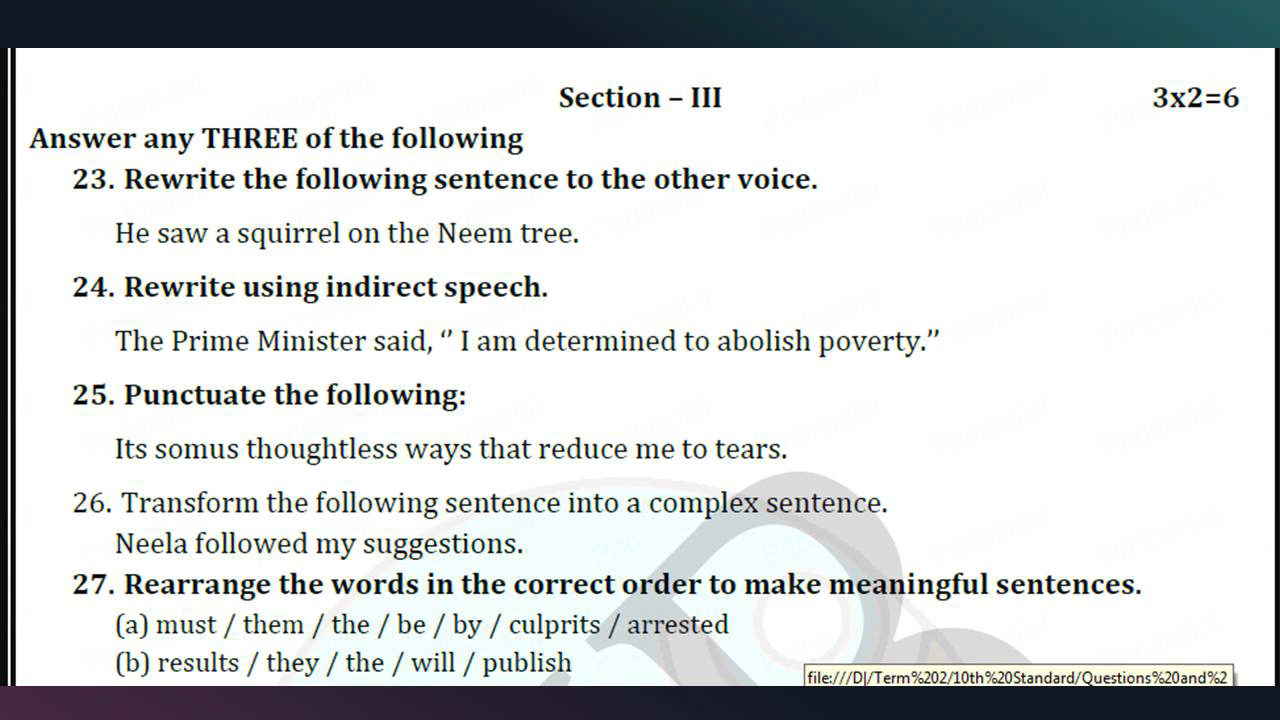 Section – III 3x2=6
Answer any THREE of the following
23. Rewrite the following sentence to the other voice.
He saw a squirrel on the Neem tree.
24. Rewrite using indirect speech.
The Prime Minister said, ‘’ I am determined to abolish poverty.’’
25. Punctuate the following:
Its somus thoughtless ways that reduce me to tears.
26. Transform the following sentence into a complex sentence.
Neela followed my suggestions.
27. Rearrange the words in the correct order to make meaningful sentences.
(a) must / them / the / be / by / culprits / arrested
(b) results / they / the / will / publish
file:///D|/Term%202/10th%20Standard/Questions%20and%2